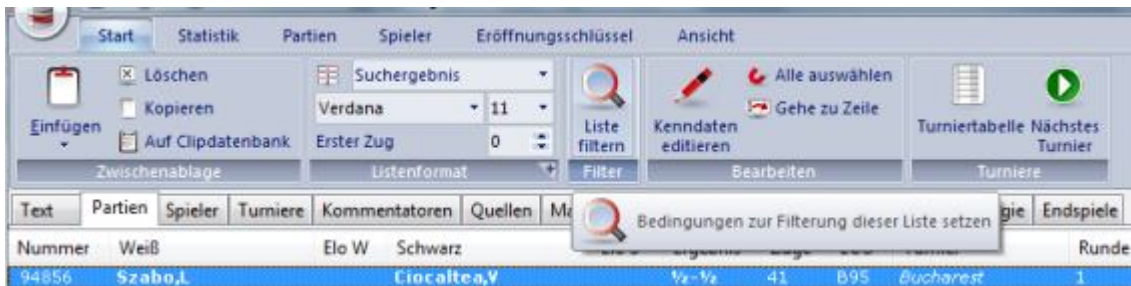 Start Statistik Partien Spieler Eröffnungsschlüssel Ansicht
Löschen Suchergebnis Alle auswählen
Kopieren Verdana 11 Gehe zu Zeile
Einfügen Auf Clipdatenbank Erster Zug 0 Liste filtern Kenndaten editieren Turniertabelle Nächstes Turnier
Zwischenablage Listenformat Filter Bearbeiten Turniere
Text Partien Spieler Turniere Kommentatoren Quellen Endspiele
Bedingungen zur Filterung dieser Liste setzen
Nummer Weiß Elo W Schwarz Runde
94856 Szabo,L Ciocaltea,V ½-½ 41 B95 Bucharest 1